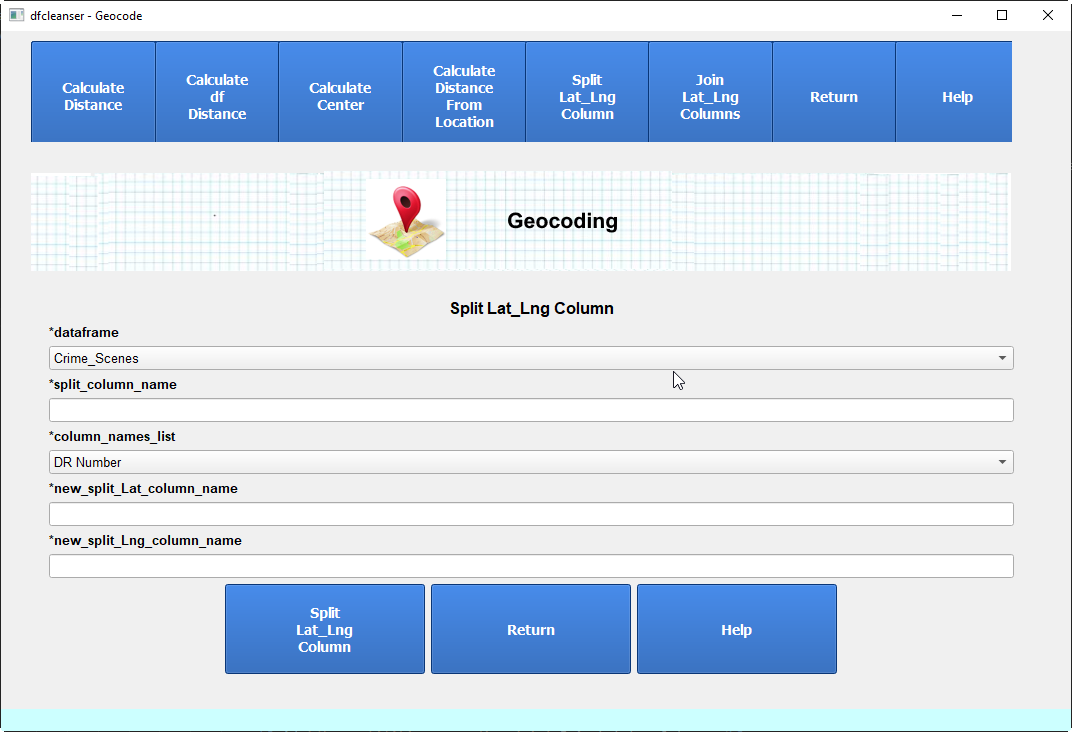 dfcleanser - Geocode
Calculate
Distance
Calculate
df
Distance
Calculate
Center
Calculate
Distance
From
Location
Split
Lat_Lng
Column
Join
Lat_Lng
Columns
Return
Help
Geocoding
Split Lat_Lng Column
*dataframe
Crime_Scenes
*split_column_name
*column_names_list
DR Number
*new_split_Lat_column_name
*new_split_Lng_column_name
Split
Lat_Lng
Column
Return
Help